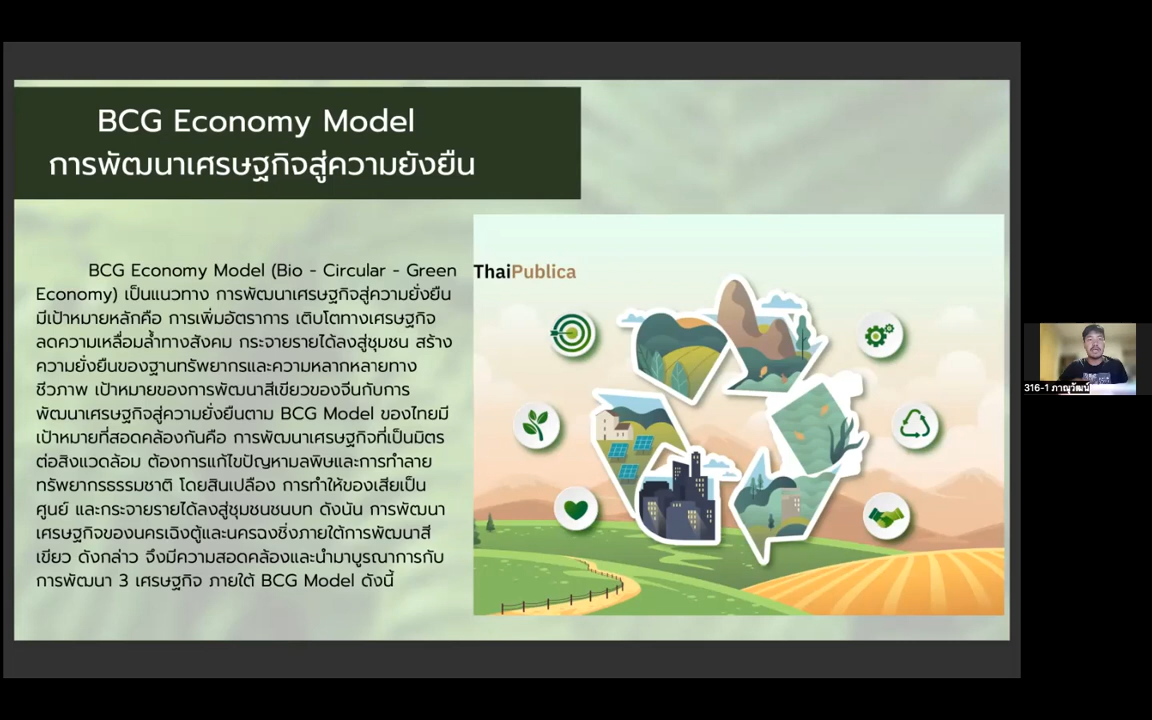 BCG Economy Model
การพัฒนาเศรษฐกิจสู่ความยังยืน
BCG Economy Model (Bio - Circular - Green
Economy) เป็นแนวทาง การพัฒนาเศรษฐกิจสู่ความยั่งยืน
มีเป้าหมายหลักคือ การเพิ่มอัตราการ เติบโตทางเศรษฐกิจ
ลดความเหลื่อมล้ำทางสังคม กระจายรายได้ลงสู่ชุมชน สร้าง
ความยั่งยืนของฐานทรัพยากรและความหลากหลายทาง
ชีวภาพ เป้าหมายของการพัฒนาสีเขียวของจีนกับการ
พัฒนาเศรษฐกิจสู่ความยั่งยืนตาม BCG Model ของไทยมี
เป้าหมายที่สอดคล้องกันคือ การพัฒนาเศรษฐกิจที่เป็นมิตร
ต่อสิงแวดล้อม ต้องการแก้ไขปัญหามลพิษและการทำลาย
ทรัพยากรธรรมชาติ โดยสินเปลือง การทำให้ของเสียเป็น
ศูนย์ และกระจายรายได้ลงสู่ชุมชนชนบท ดังนัน การพัฒนา
เศรษฐกิจของนครเฉิงตู้และนครฉงชิ่งภายใต้การพัฒนาสี
เขียว ดังกล่าว จึงมีความสอดคล้องและนำมาบูรณาการกับ
การพัฒนา 3 เศรษฐกิจ ภายใต้ BCG Model ดังนี้
ThaiPublica
316-1 ภาณุวัฒน์